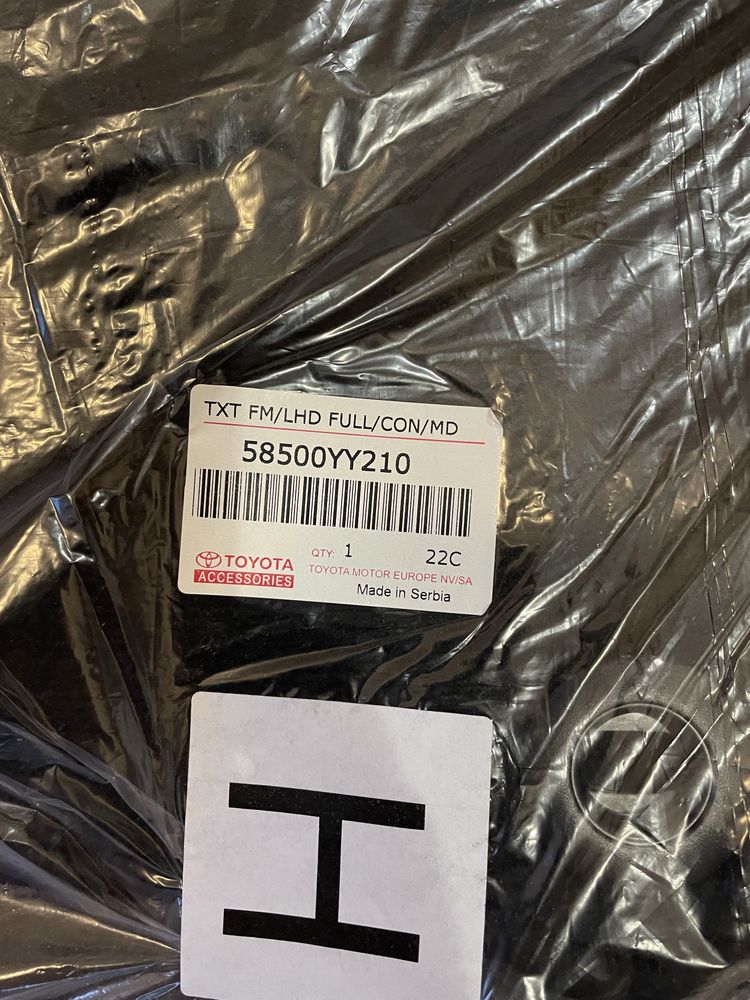 TXT FM/LHD FULL/CON/MD
58500YY210
QTY: 1 22C
TOYOTA
ACCESSORIES
TOYOTA MOTOR EUROPE NV/SA
Made in Serbia
H